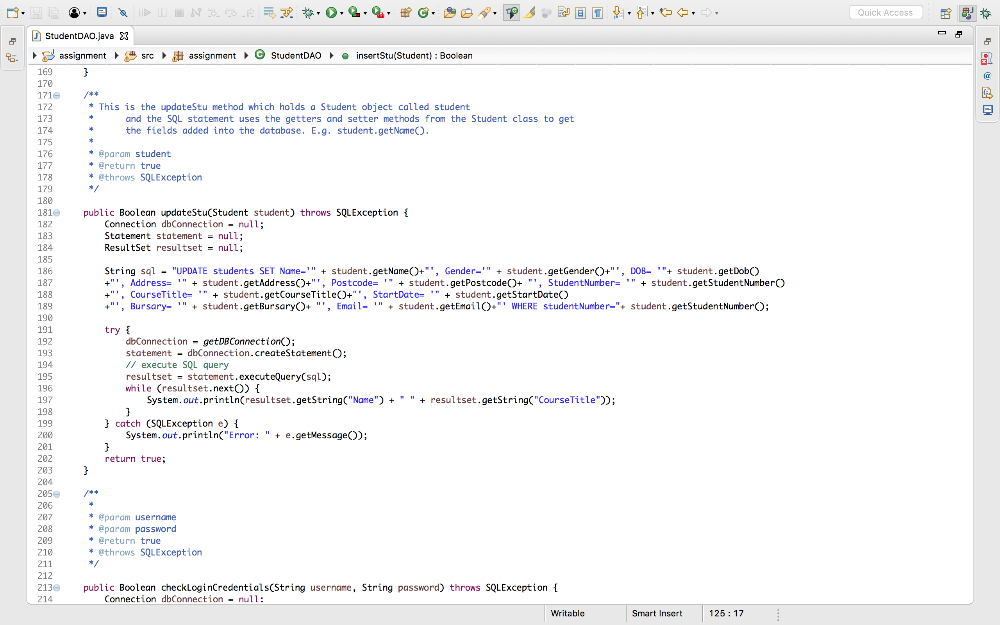 Quick Access
StudentDAO.java
assignment src assignment StudentDAO insertStu(Student) : Boolean
169 }
170
171 /**
172 * This is the updateStu method which holds a Student object called student
173 * and the SQL statement uses the getters and setter methods from the Student class to get
174 * the fields added into the database. E.g. student.getName().
175 *
176 * @param student
177 * @return true
178 * @throws SQLException
179 */
180
181 public Boolean updateStu(Student student) throws SQLException {
182 Connection dbConnection = null;
183 Statement statement = null;
184 ResultSet resultset = null;
185
186 String sql = "UPDATE students SET Name='" + student.getName()+"', Gender='" + student.getGender()+"', DOB= '"+ student.getDob()
187 +"', Address= '" + student.getAddress()+"', Postcode= '" + student.getPostcode()+ "', StudentNumber= '" + student.getStudentNumber()
188 +"', CourseTitle= '" + student.getCourseTitle()+"', StartDate= '" + student.getStartDate()
189 +"', Bursary= '" + student.getBursary()+ "', Email= '" + student.getEmail()+"' WHERE studentNumber="+ student.getStudentNumber();
190
191 try {
192 dbConnection = getDBConnection();
193 statement = dbConnection.createStatement();
194 // execute SQL query
195 resultset = statement.executeQuery(sql);
196 while (resultset.next()) {
197 System.out.println(resultset.getString("Name") + " " + resultset.getString("CourseTitle"));
198 }
199 } catch (SQLException e) {
200 System.out.println("Error: " + e.getMessage());
201 }
202 return true;
203 }
204
205 /**
206 *
207 * @param username
208 * @param password
209 * @return true
210 * @throws SQLException
211 */
212
213 public Boolean checkLoginCredentials(String username, String password) throws SQLException {
214 Connection dbConnection = null;
Writable Smart Insert 125 : 17